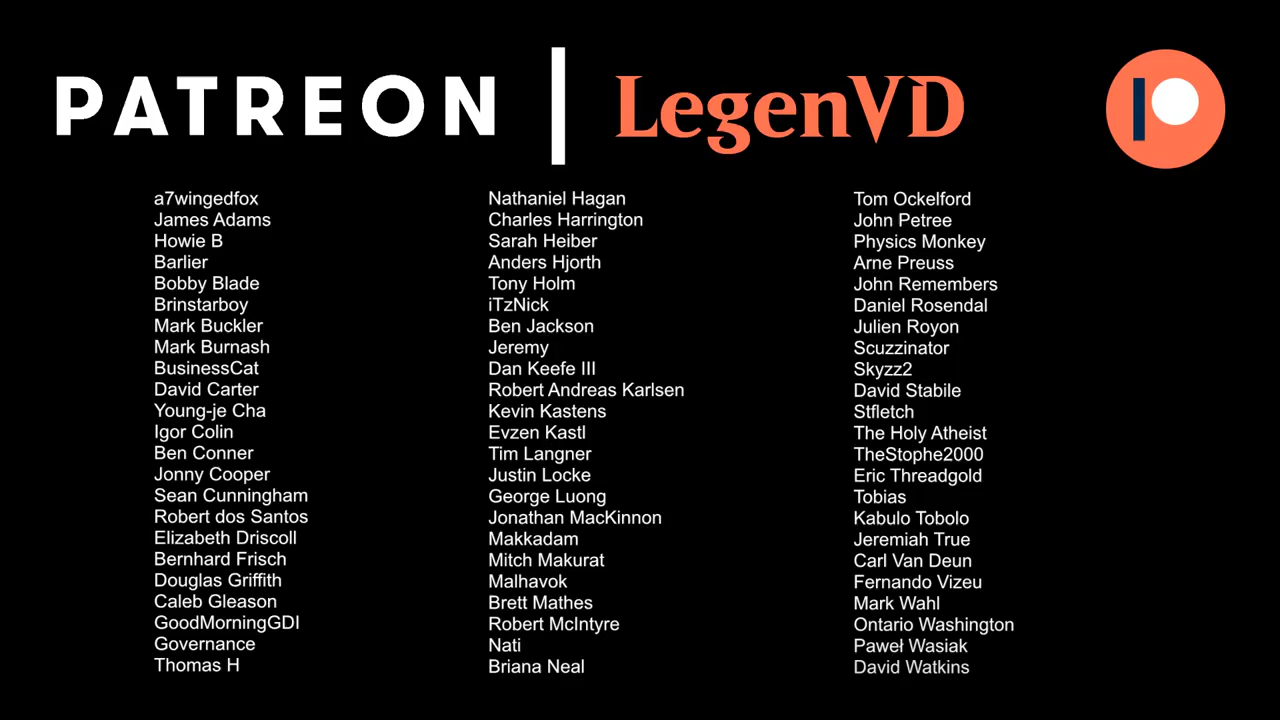 PATREON | LegenVD
a7wingedfox
James Adams
Howie B
Barlier
Bobby Blade
Brinstarboy
Mark Buckler
Mark Burnash
BusinessCat
David Carter
Young-je Cha
Igor Colin
Ben Conner
Jonny Cooper
Sean Cunningham
Robert dos Santos
Elizabeth Driscoll
Bernhard Frisch
Douglas Griffith
Caleb Gleason
GoodMorningGDI
Governance
Thomas H
Nathaniel Hagan
Charles Harrington
Sarah Heiber
Anders Hjorth
Tony Holm
iTzNick
Ben Jackson
Jeremy
Dan Keefe III
Robert Andreas Karlsen
Kevin Kastens
Evzen Kastl
Tim Langner
Justin Locke
George Luong
Jonathan MacKinnon
Makkadam
Mitch Makurat
Malhavok
Brett Mathes
Robert McIntyre
Nati
Briana Neal
Tom Ockelford
John Petree
Physics Monkey
Arne Preuss
John Remembers
Daniel Rosendal
Julien Royon
Scuzzinator
Skyzz2
David Stabile
Stfletch
The Holy Atheist
TheStophe2000
Eric Threadgold
Tobias
Kabulo Tobolo
Jeremiah True
Carl Van Deun
Fernando Vizeu
Mark Wahl
Ontario Washington
Paweł Wasiak
David Watkins